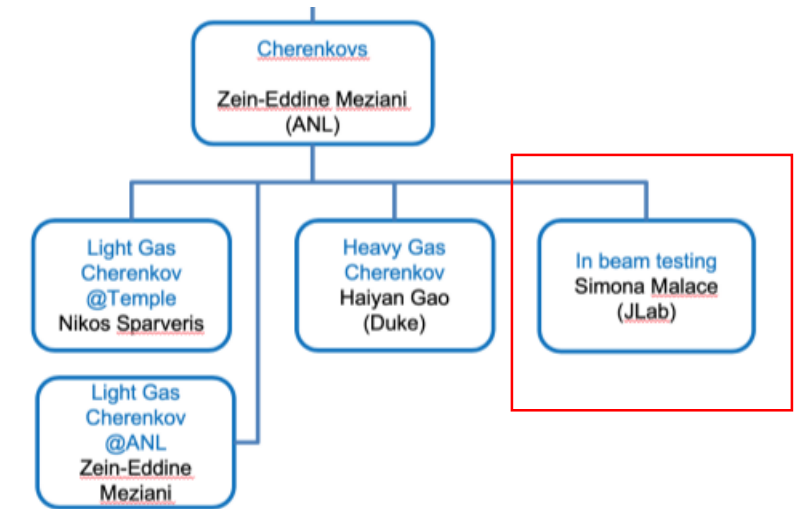 Cherenkovs
Zein-Eddine Meziani
(ANL)
Light Gas
Cherenkov
@Temple
Nikos Sparveris
Heavy Gas
Cherenkov
Haiyan Gao
(Duke)
In beam testing
Simona Malace
(JLab)
Light Gas
Cherenkov
@ANL
Zein-Eddine
Meziani